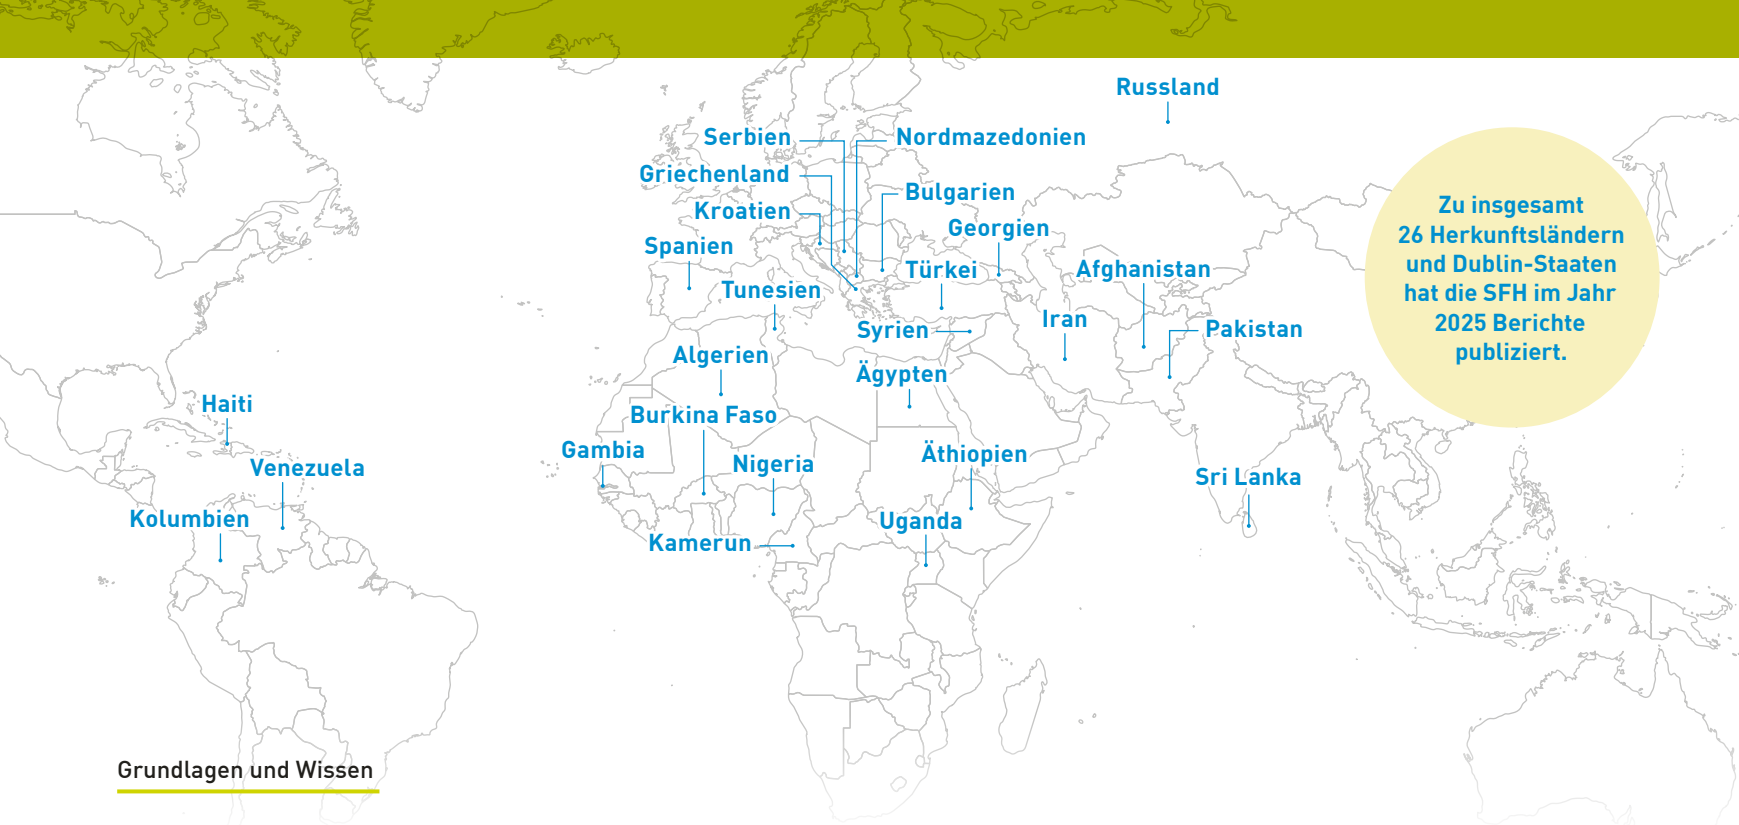 Russland
Serbien
Nordmazedonien
Griechenland
Bulgarien
Kroatien
Georgien
Spanien
Türkei
Afghanistan
Tunesien
Iran
Syrien
Pakistan
Algerien
Ägypten
Haiti
Burkina Faso
Gambia
Äthiopien
Nigeria
Venezuela
Sri Lanka
Kolumbien
Uganda
Kamerun
Zu insgesamt
26 Herkunftsländern
und Dublin-Staaten
hat die SFH im Jahr
2025 Berichte
publiziert.
Grundlagen und Wissen